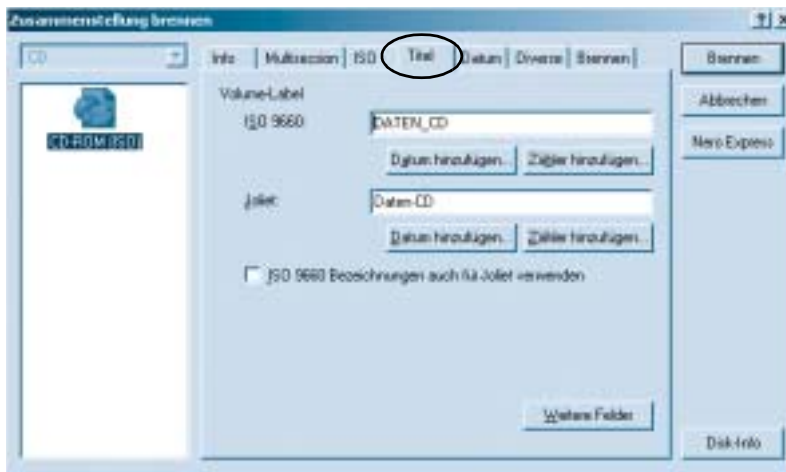 Zusammenstellung brennen
CD
CD-ROM (ISO)
Info Multisession ISO Titel Datum Diverse Brennen
Volume-Label
ISO 9660 DATEN_CD
Datum hinzufügen... Zähler hinzufügen...
Joliet Daten-CD
Datum hinzufügen... Zähler hinzufügen...
ISO 9660 Bezeichnungen auch für Joliet verwenden
Weitere Felder
Brennen
Abbrechen
Nero Express
Disk-Info